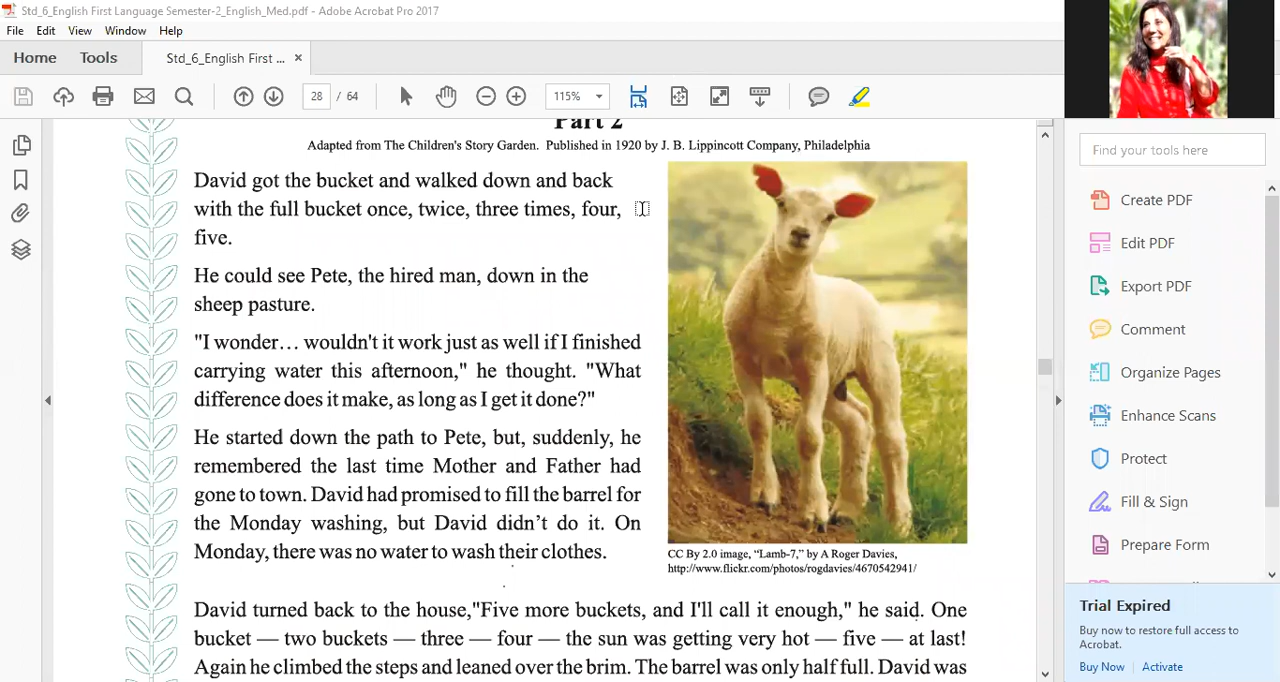 Std_6_English First Language Semester-2_English_Med.pdf - Adobe Acrobat Pro 2017
File Edit View Window Help
Home Tools Std_6_English First ... ×
28 / 64 115%
Part 2
Adapted from The Children's Story Garden. Published in 1920 by J. B. Lippincott Company, Philadelphia
David got the bucket and walked down and back
with the full bucket once, twice, three times, four,
five.
He could see Pete, the hired man, down in the
sheep pasture.
"I wonder… wouldn't it work just as well if I finished
carrying water this afternoon," he thought. "What
difference does it make, as long as I get it done?"
He started down the path to Pete, but, suddenly, he
remembered the last time Mother and Father had
gone to town. David had promised to fill the barrel for
the Monday washing, but David didn't do it. On
Monday, there was no water to wash their clothes.
CC By 2.0 image, "Lamb-7," by A Roger Davies,
http://www.flickr.com/photos/rogdavies/4670542941/
David turned back to the house,"Five more buckets, and I'll call it enough," he said. One
bucket — two buckets — three — four — the sun was getting very hot — five — at last!
Again he climbed the steps and leaned over the brim. The barrel was only half full. David was
Find your tools here
Create PDF
Edit PDF
Export PDF
Comment
Organize Pages
Enhance Scans
Protect
Fill & Sign
Prepare Form
Trial Expired
Buy now to restore full access to
Acrobat.
Buy Now Activate